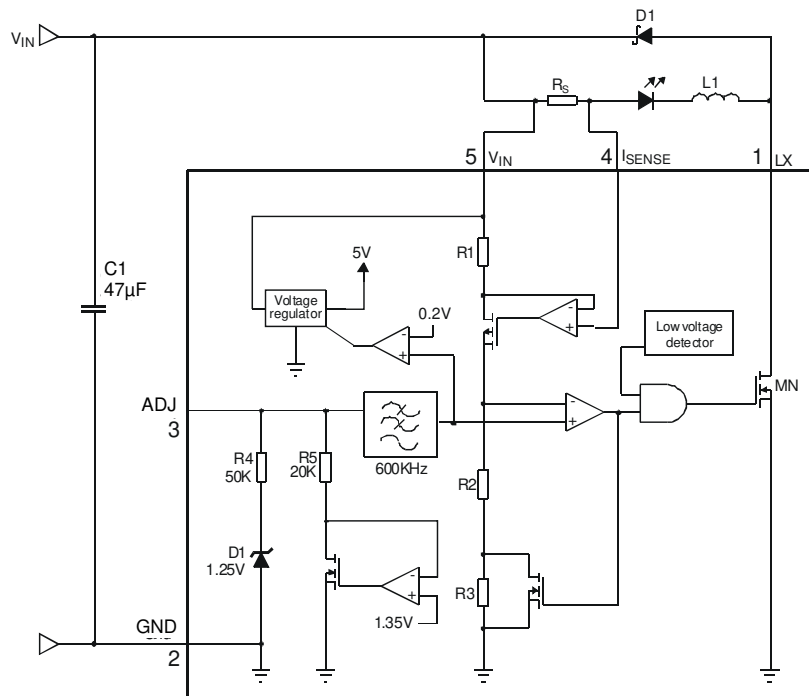 D1
VIN
RS
L1
5 VIN
4 ISENSE
1 LX
R1
C1
47µF
5V
Voltage
regulator
0.2V
Low voltage
detector
MN
ADJ
3
R4
50K
R5
20K
600KHz
R2
D1
1.25V
R3
1.35V
GND
2
- + - + - + - +